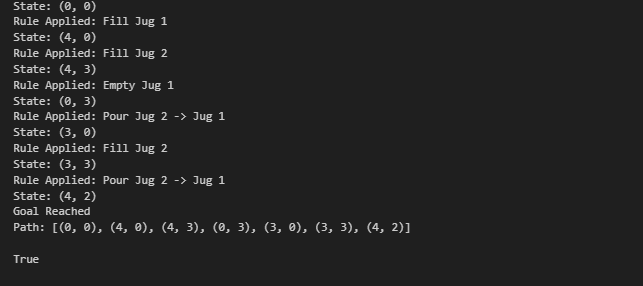 State: (0, 0)
Rule Applied: Fill Jug 1
State: (4, 0)
Rule Applied: Fill Jug 2
State: (4, 3)
Rule Applied: Empty Jug 1
State: (0, 3)
Rule Applied: Pour Jug 2 -> Jug 1
State: (3, 0)
Rule Applied: Fill Jug 2
State: (3, 3)
Rule Applied: Pour Jug 2 -> Jug 1
State: (4, 2)
Goal Reached
Path: [(0, 0), (4, 0), (4, 3), (0, 3), (3, 0), (3, 3), (4, 2)]
True